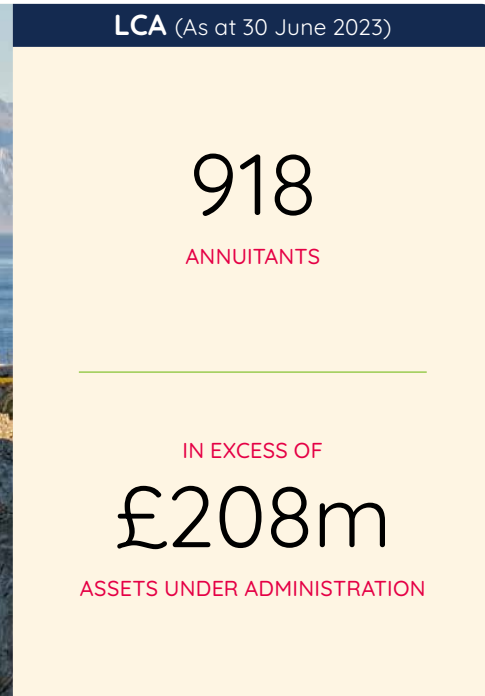 LCA (As at 30 June 2023)
918
ANNUITANTS
IN EXCESS OF
£208m
ASSETS UNDER ADMINISTRATION